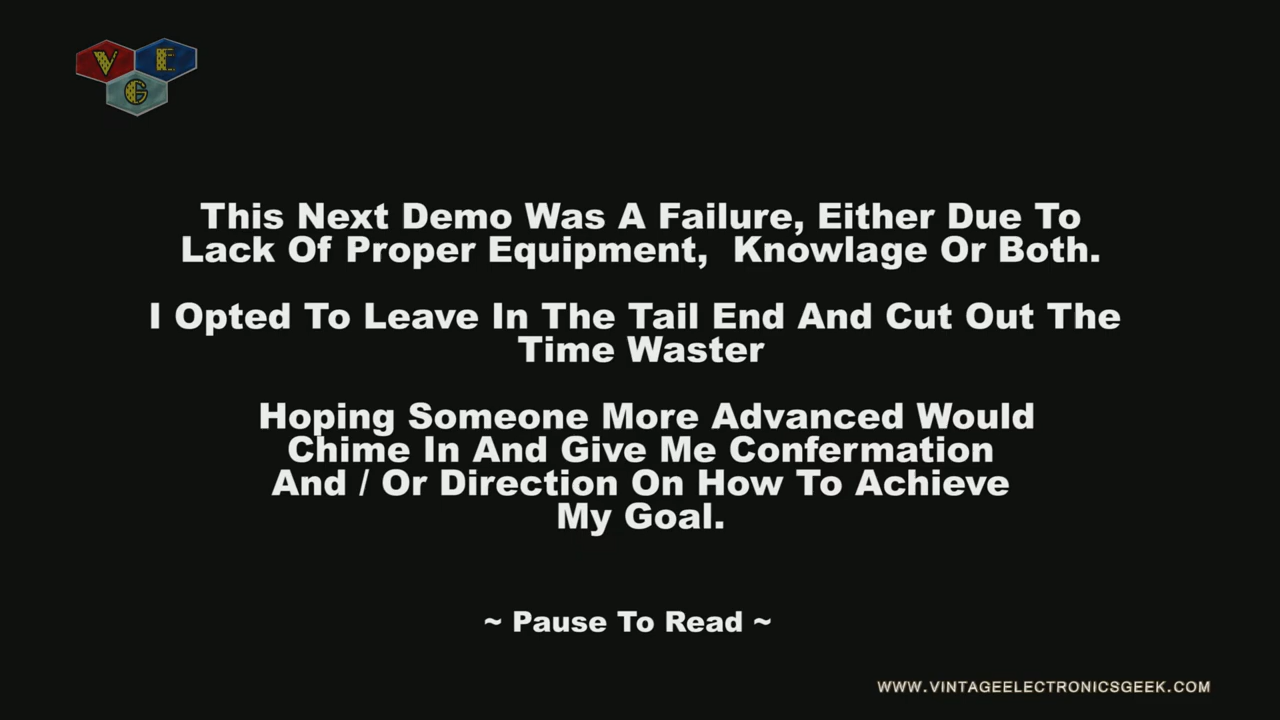 V E
G
This Next Demo Was A Failure, Either Due To
Lack Of Proper Equipment,  Knowlage Or Both.
I Opted To Leave In The Tail End And Cut Out The
Time Waster
Hoping Someone More Advanced Would
Chime In And Give Me Confermation
And / Or Direction On How To Achieve
My Goal.
~ Pause To Read ~
WWW.VINTAGEELECTRONICSGEEK.COM